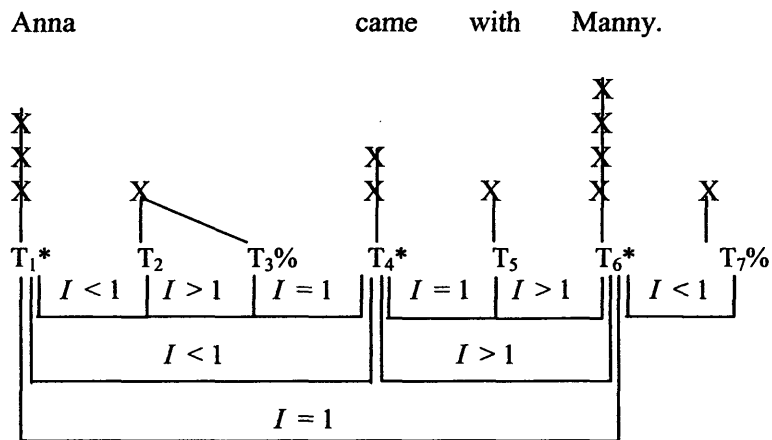 Anna came with Manny.
X
X X
X X X
X X X X X X
T₁* T₂ T₃% T₄* T₅ T₆* T₇%
I < 1 I > 1 I = 1 I = 1 I > 1 I < 1
I < 1 I > 1
I = 1